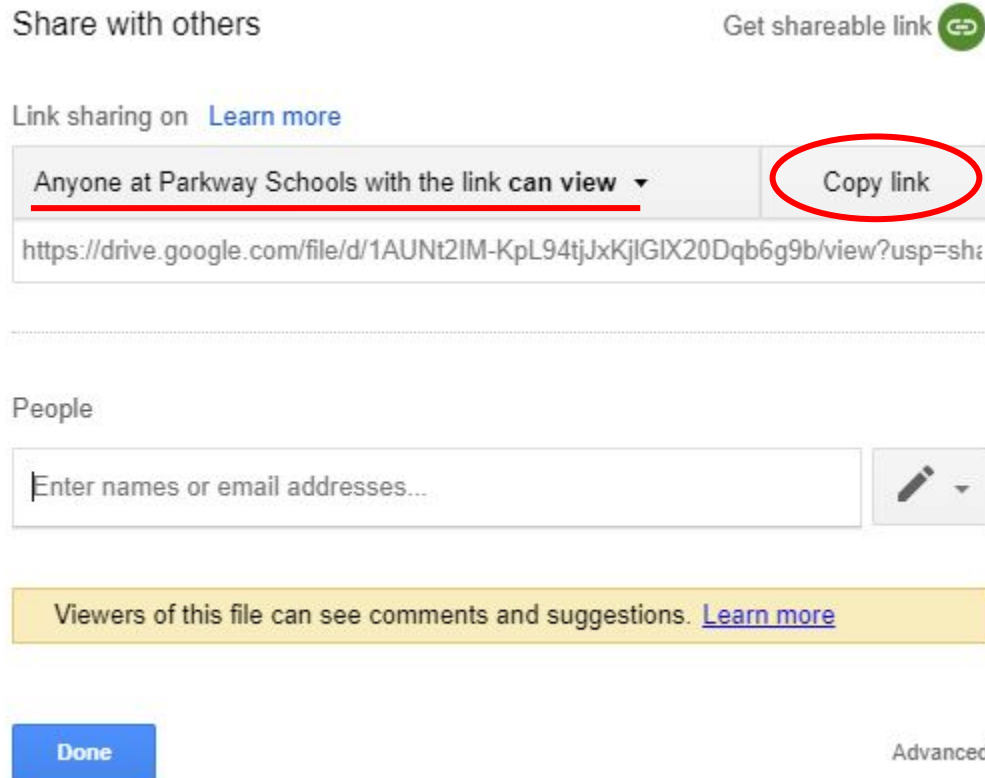 Share with others Get shareable link
Link sharing on Learn more
Anyone at Parkway Schools with the link can view Copy link
https://drive.google.com/file/d/1AUNt2IM-KpL94tjJxKjlGlX20Dqb6g9b/view?usp=sha
People
Enter names or email addresses...
Viewers of this file can see comments and suggestions. Learn more
Done Advanced